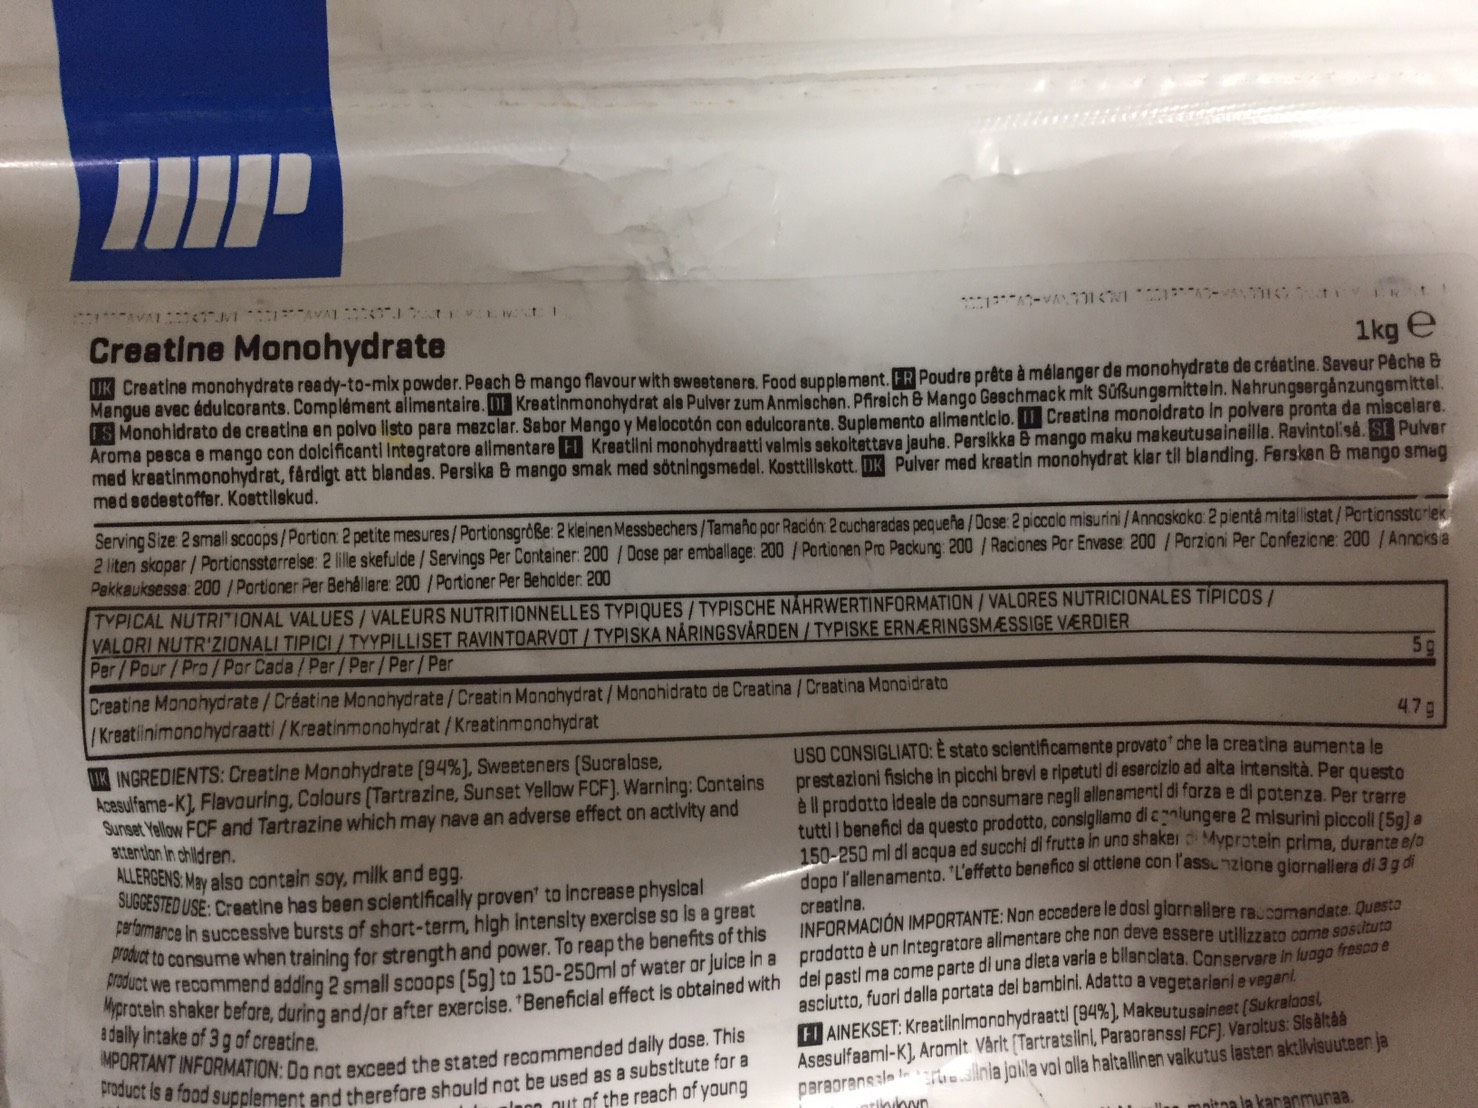 Creatine Monohydrate
1kg e
UK Creatine monohydrate ready-to-mix powder. Peach & mango flavour with sweeteners. Food supplement. FR Poudre prête à mélanger de monohydrate de créatine. Saveur Pêche &
Mangue avec édulcorants. Complément alimentaire. DE Kreatinmonohydrat als Pulver zum Anmischen. Pfirsich & Mango Geschmack mit Süßungsmitteln. Nahrungsergänzungsmittel.
ES Monohidrato de creatina en polvo listo para mezclar. Sabor Mango y Melocotón con edulcorante. Suplemento alimenticio. IT Creatina monoidrato in polvere pronta da miscelare.
Aroma pesca e mango con dolcificanti Integratore alimentare FI Kreatiini monohydraatti valmis sekoitettava jauhe. Persikka & mango maku makeutusaineilla. Ravintolisä. SE Pulver
med kreatinmonohydrat, färdigt att blandas. Persika & mango smak med sötningsmedel. Kosttillskott. DK Pulver med kreatin monohydrat klar til blanding. Fersken & mango smag
med sødestoffer. Kosttilskud.
Serving Size: 2 small scoops / Portion: 2 petite mesures / Portionsgröße: 2 kleinen Messbechers / Tamaño por Ración: 2 cucharadas pequeña / Dose: 2 piccolo misurini / Annoskoko: 2 pientä mitallistat / Portionsstorlek
2 liten skopar / Portionsstørrelse: 2 lille skefulde / Servings Per Container: 200 / Dose par emballage: 200 / Portionen Pro Packung: 200 / Raciones Por Envase: 200 / Porzioni Per Confezione: 200 / Annoksia
Pakkauksessa: 200 / Portioner Per Behållare: 200 / Portioner Per Beholder: 200
TYPICAL NUTRITIONAL VALUES / VALEURS NUTRITIONNELLES TYPIQUES / TYPISCHE NÄHRWERTINFORMATION / VALORES NUTRICIONALES TÍPICOS /
VALORI NUTRIZIONALI TIPICI / TYYPILLISET RAVINTOARVOT / TYPISKA NÄRINGSVÄRDEN / TYPISKE ERNÆRINGSMÆSSIGE VÆRDIER
Per / Pour / Pro / Por Cada / Per / Per / Per / Per 5 g
Creatine Monohydrate / Créatine Monohydrate / Creatin Monohydrat / Monohidrato de Creatina / Creatina Monoidrato
/ Kreatiinimonohydraatti / Kreatinmonohydrat / Kreatinmonohydrat 4.7 g
UK INGREDIENTS: Creatine Monohydrate (94%), Sweeteners (Sucralose,
Acesulfame-K), Flavouring, Colours (Tartrazine, Sunset Yellow FCF). Warning: Contains
Sunset Yellow FCF and Tartrazine which may have an adverse effect on activity and
attention in children.
ALLERGENS: May also contain soy, milk and egg.
SUGGESTED USE: Creatine has been scientifically proven† to increase physical
performance in successive bursts of short-term, high intensity exercise so is a great
product to consume when training for strength and power. To reap the benefits of this
product we recommend adding 2 small scoops (5g) to 150-250ml of water or juice in a
Myprotein shaker before, during and/or after exercise. †Beneficial effect is obtained with
a daily intake of 3 g of creatine.
IMPORTANT INFORMATION: Do not exceed the stated recommended daily dose. This
product is a food supplement and therefore should not be used as a substitute for a
out of the reach of young
USO CONSIGLIATO: È stato scientificamente provato† che la creatina aumenta le
prestazioni fisiche in picchi brevi e ripetuti di esercizio ad alta intensità. Per questo
è il prodotto ideale da consumare negli allenamenti di forza e di potenza. Per trarre
tutti i benefici da questo prodotto, consigliamo di aggiungere 2 misurini piccoli (5g) a
150-250 ml di acqua ed succhi di frutta in uno shaker di Myprotein prima, durante e/o
dopo l'allenamento. †L'effetto benefico si ottiene con l'assunzione giornaliera di 3 g di
creatina.
INFORMACIÓN IMPORTANTE: Non eccedere le dosi giornaliere raccomandate. Questo
prodotto è un integratore alimentare che non deve essere utilizzato come sostituto
dei pasti ma come parte di una dieta varia e bilanciata. Conservare in luogo fresco e
asciutto, fuori dalla portata dei bambini. Adatto a vegetariani e vegani.
FI AINEKSET: Kreatiinimonohydraatti (94%), Makeutusaineet (Sukraloosi,
Asesulfaami-K), Aromit Värit (Tartratsiini, Paraoranssi FCF). Varoitus: Sisältää
joilla voi olla haitallinen vaikutus lasten aktiivisuuteen ja
ja kananmunaa.